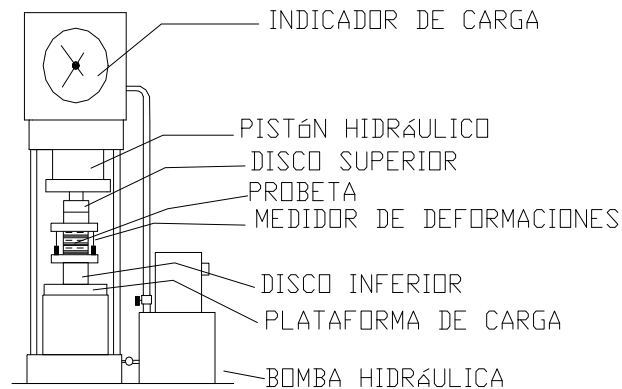 INDICADOR DE CARGA
PISTóN HIDRáULICO
DISCO SUPERIOR
PROBETA
MEDIDOR DE DEFORMACIONES
DISCO INFERIOR
PLATAFORMA DE CARGA
BOMBA HIDRáULICA